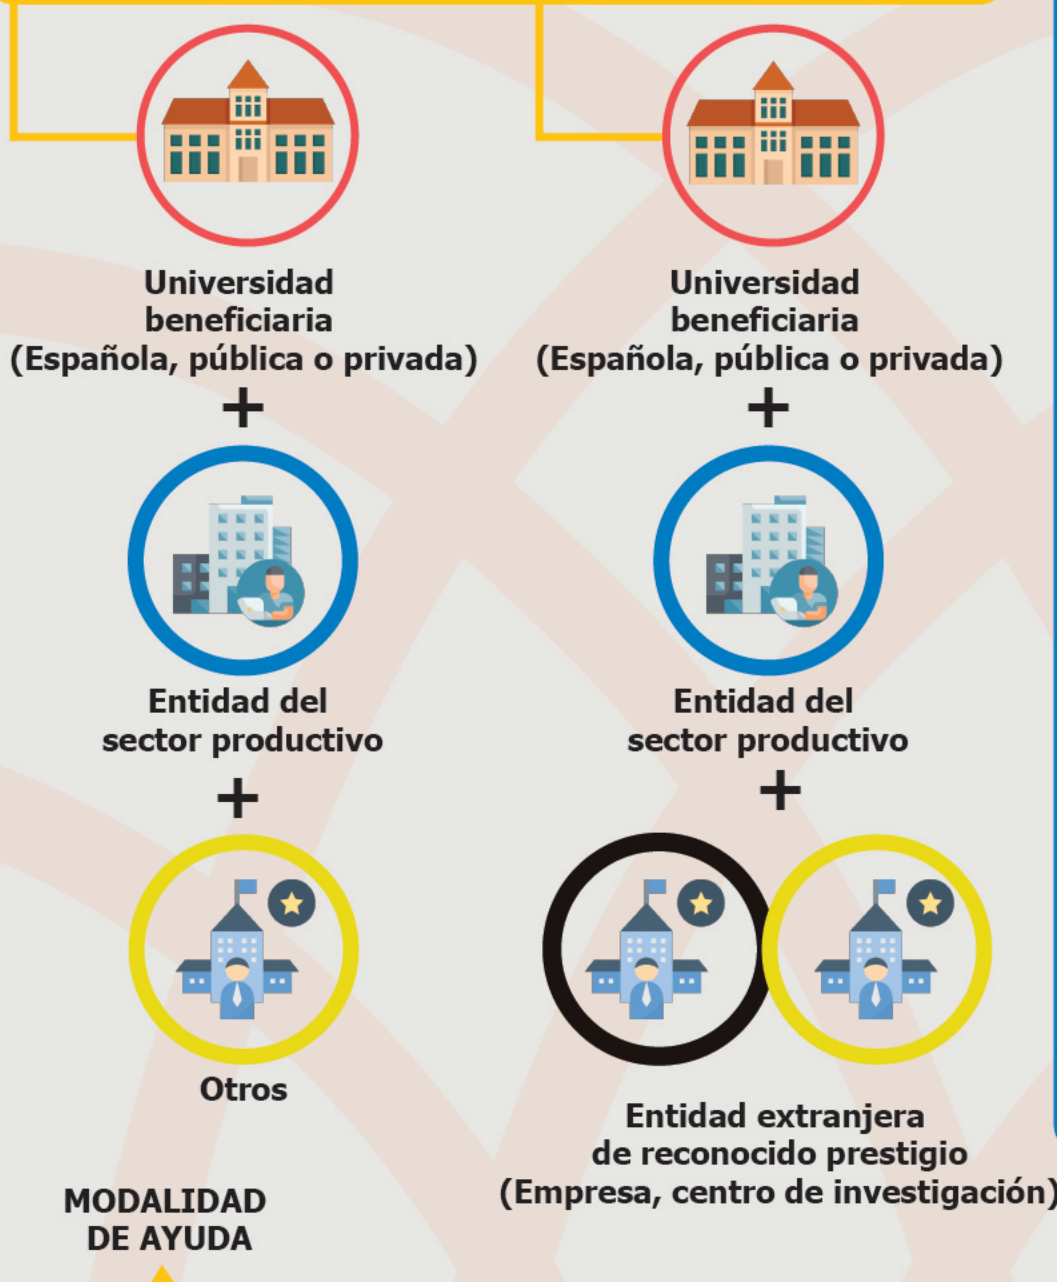 Universidad
beneficiaria
(Española, pública o privada)
+
Entidad del
sector productivo
+
Otros
Universidad
beneficiaria
(Española, pública o privada)
+
Entidad del
sector productivo
+
Entidad extranjera
de reconocido prestigio
(Empresa, centro de investigación)
MODALIDAD
DE AYUDA